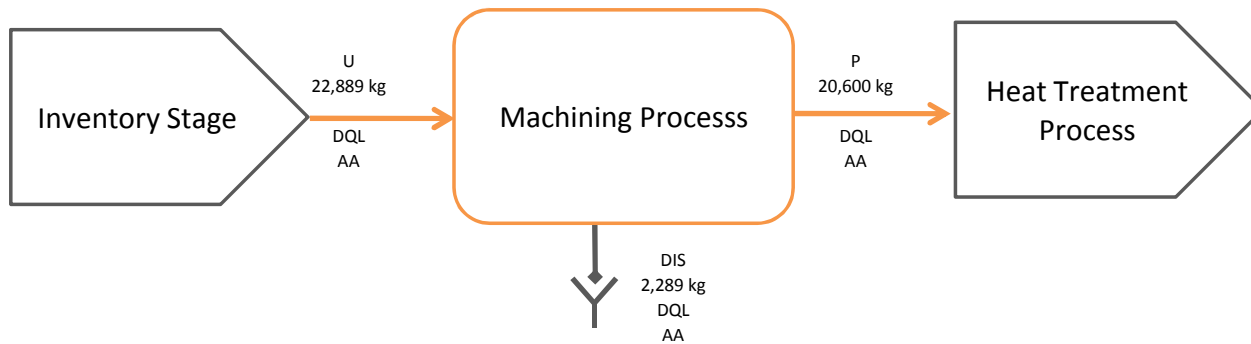 Inventory Stage
U
22,889 kg
DQL
AA
Machining Processs
P
20,600 kg
DQL
AA
Heat Treatment
Process
DIS
2,289 kg
DQL
AA